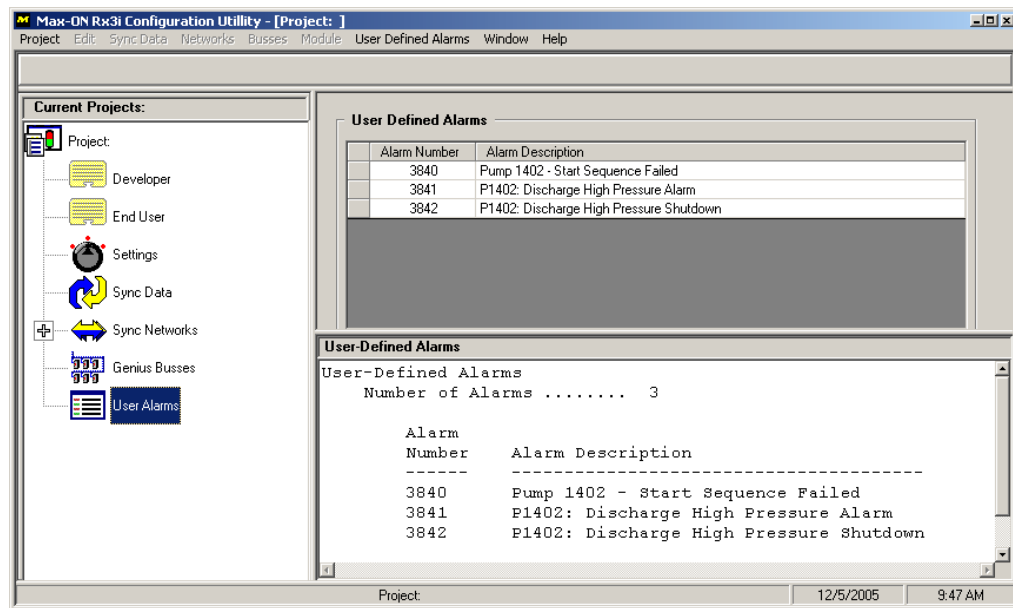 Max-ON Rx3i Configuration Utillity - [Project: ]
Project Edit Sync Data Networks Busses Module User Defined Alarms Window Help
Current Projects:
Project:
Developer
End User
Settings
Sync Data
Sync Networks
Genius Busses
User Alarms
User Defined Alarms
Alarm Number Alarm Description
3840 Pump 1402 - Start Sequence Failed
3841 P1402: Discharge High Pressure Alarm
3842 P1402: Discharge High Pressure Shutdown
User-Defined Alarms
User-Defined Alarms
Number of Alarms ........ 3
Alarm
Number Alarm Description
------ ---------------------------------------
3840 Pump 1402 - Start Sequence Failed
3841 P1402: Discharge High Pressure Alarm
3842 P1402: Discharge High Pressure Shutdown
Project: 12/5/2005 9:47 AM